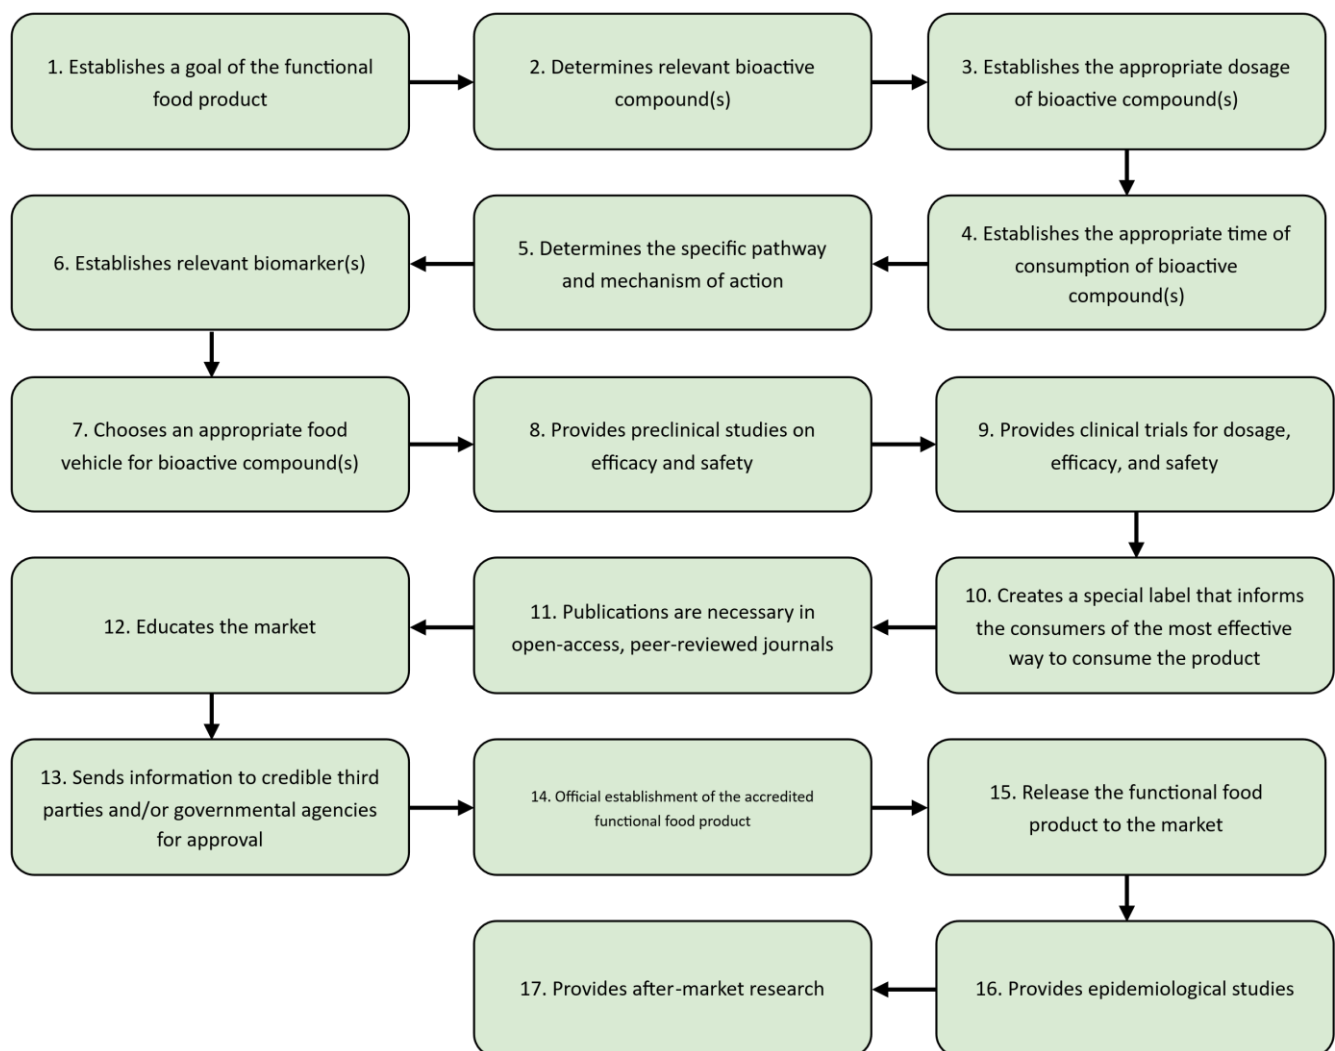 1. Establishes a goal of the functional
food product
2. Determines relevant bioactive
compound(s)
3. Establishes the appropriate dosage
of bioactive compound(s)
4. Establishes the appropriate time of
consumption of bioactive
compound(s)
5. Determines the specific pathway
and mechanism of action
6. Establishes relevant biomarker(s)
7. Chooses an appropriate food
vehicle for bioactive compound(s)
8. Provides preclinical studies on
efficacy and safety
9. Provides clinical trials for dosage,
efficacy, and safety
10. Creates a special label that informs
the consumers of the most effective
way to consume the product
11. Publications are necessary in
open-access, peer-reviewed journals
12. Educates the market
13. Sends information to credible third
parties and/or governmental agencies
for approval
14. Official establishment of the accredited
functional food product
15. Release the functional food
product to the market
16. Provides epidemiological studies
17. Provides after-market research